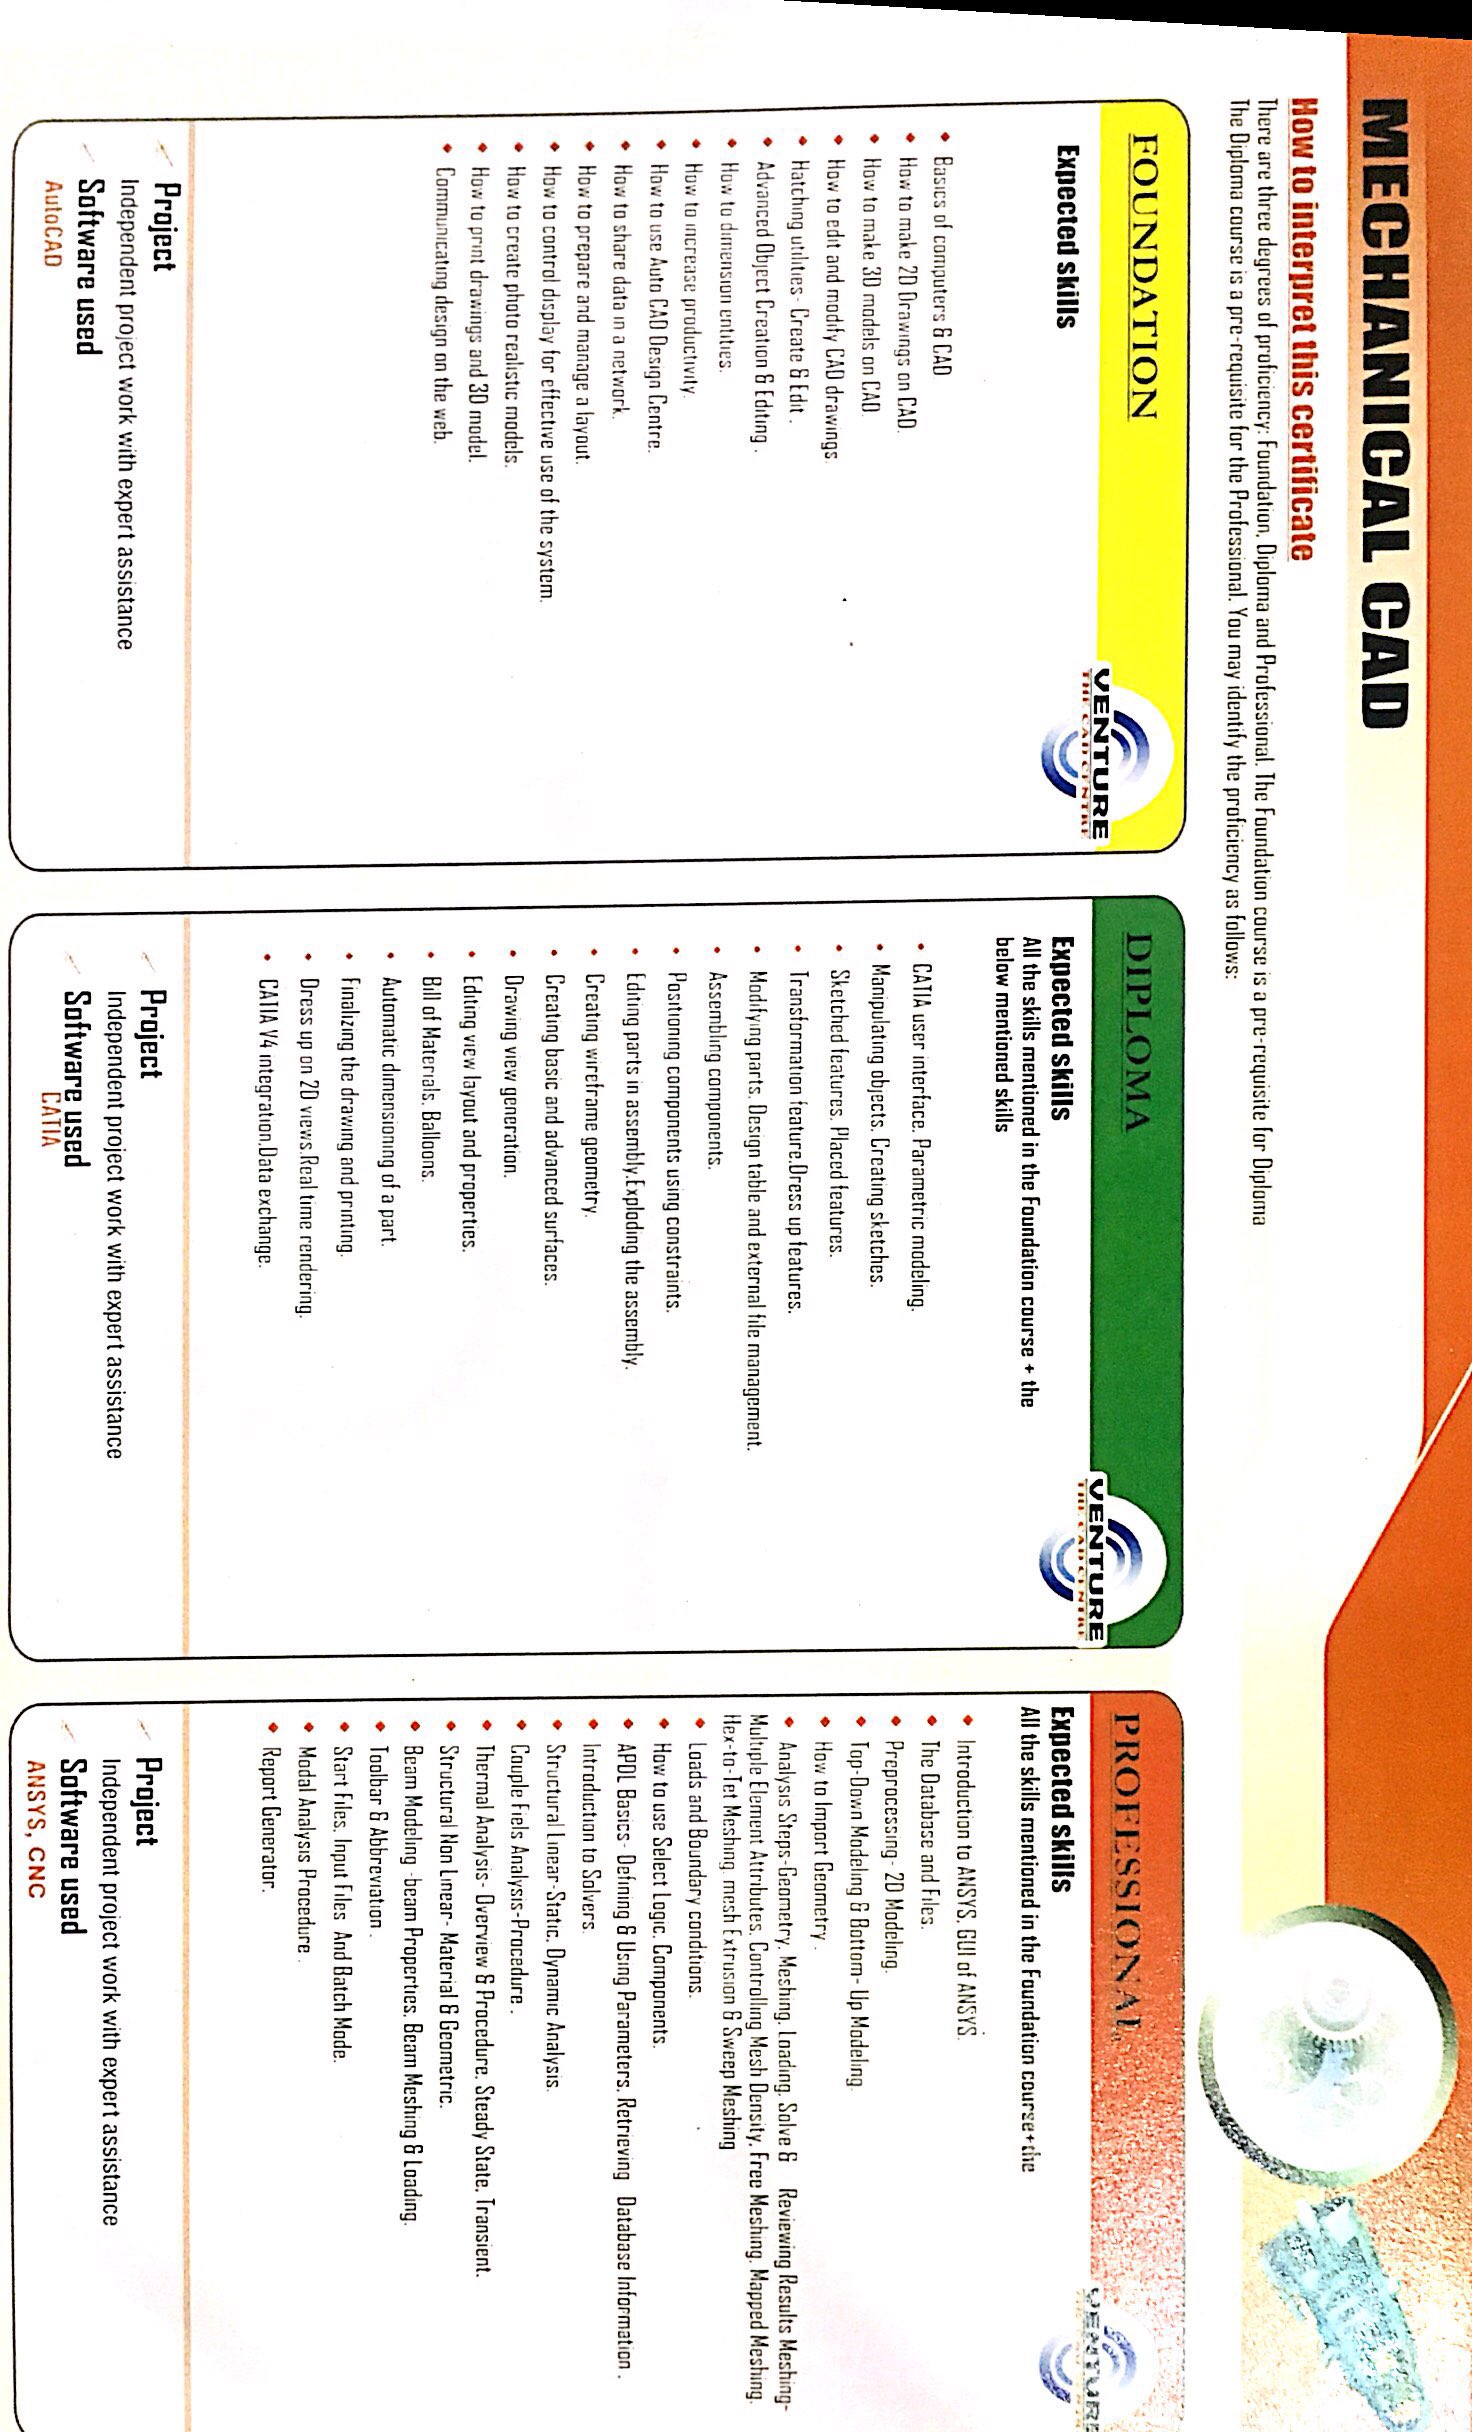 MECHANICAL CAD
How to interpret this certificate
There are three degrees of proficiency: Foundation, Diploma and Professional. The Foundation course is a pre-requisite for Diploma
The Diploma course is a pre-requisite for the Professional. You may identify the proficiency as follows:
FOUNDATION
VENTURE
THE CAD CENTRE
Expected skills
Basics of computers & CAD
How to make 2D Drawings on CAD.
How to make 3D models on CAD.
How to edit and modify CAD drawings.
Hatching utilities- Create & Edit .
Advanced Object Creation & Editing .
How to dimension entities.
How to increase productivity.
How to use Auto CAD Design Centre.
How to share data in a network.
How to prepare and manage a layout.
How to control display for effective use of the system.
How to create photo realistic models.
How to print drawings and 3D model.
Communicating design on the web.
Project
Independent project work with expert assistance
Software used
AutoCAD
DIPLOMA
VENTURE
THE CAD CENTRE
Expected skills
All the skills mentioned in the Foundation course + the
below mentioned skills
CATIA user interface. Parametric modeling.
Manipulating objects. Creating sketches.
Sketched features. Placed features.
Transformation feature.Dress up features.
Modifying parts. Design table and external file management.
Assembling components.
Positioning components using constraints.
Editing parts in assembly.Exploding the assembly.
Creating wireframe geometry.
Creating basic and advanced surfaces.
Drawing view generation.
Editing view layout and properties.
Bill of Materials. Balloons.
Automatic dimensioning of a part.
Finalizing the drawing and printing.
Dress up on 2D views.Real time rendering.
CATIA V4 integration.Data exchange.
Project
Independent project work with expert assistance
Software used
CATIA
PROFESSIONAL
VENTURE
Expected skills
All the skills mentioned in the Foundation course+the
Introduction to ANSYS, GUI of ANSYS.
The Database and Files.
Preprocessing- 2D Modeling.
Top-Down Modeling & Bottom- Up Modeling.
How to Import Geometry .
Analysis Steps-Geometry, Meshing, Loading, Solve & Reviewing Results Meshing-
Multiple Element Attributes, Controlling Mesh Density, Free Meshing, Mapped Meshing,
Hex-to-Tet Meshing, mesh Extrusion & Sweep Meshing
Loads and Boundary conditions.
How to use Select Logic, Components.
APDL Basics- Defining & Using Parameters, Retrieving Database Information .
Introduction to Solvers.
Structural Linear-Static, Dynamic Analysis.
Couple Fiels Analysis-Procedure .
Thermal Analysis- Overview & Procedure, Steady State, Transient.
Structural Non Linear- Material & Geometric.
Beam Modeling -beam Properties, Beam Meshing & Loading.
Toolbar & Abbreviation .
Start Files, Input Files And Batch Mode.
Modal Analysis Procedure .
Report Generator.
Project
Independent project work with expert assistance
Software used
ANSYS, CNC